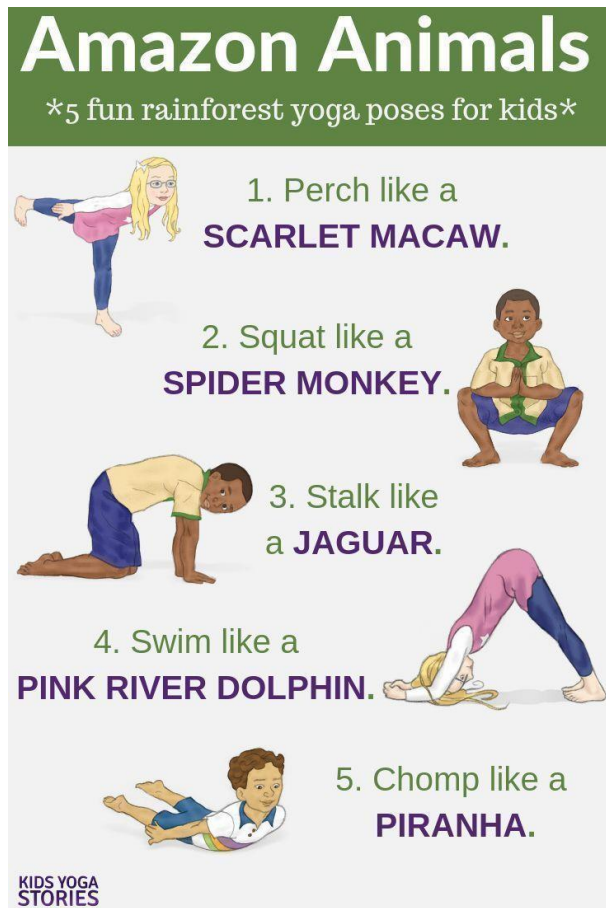 Amazon Animals
*5 fun rainforest yoga poses for kids*
1. Perch like a
SCARLET MACAW.
2. Squat like a
SPIDER MONKEY.
3. Stalk like
a JAGUAR.
4. Swim like a
PINK RIVER DOLPHIN.
5. Chomp like a
PIRANHA.
KIDS YOGA
STORIES